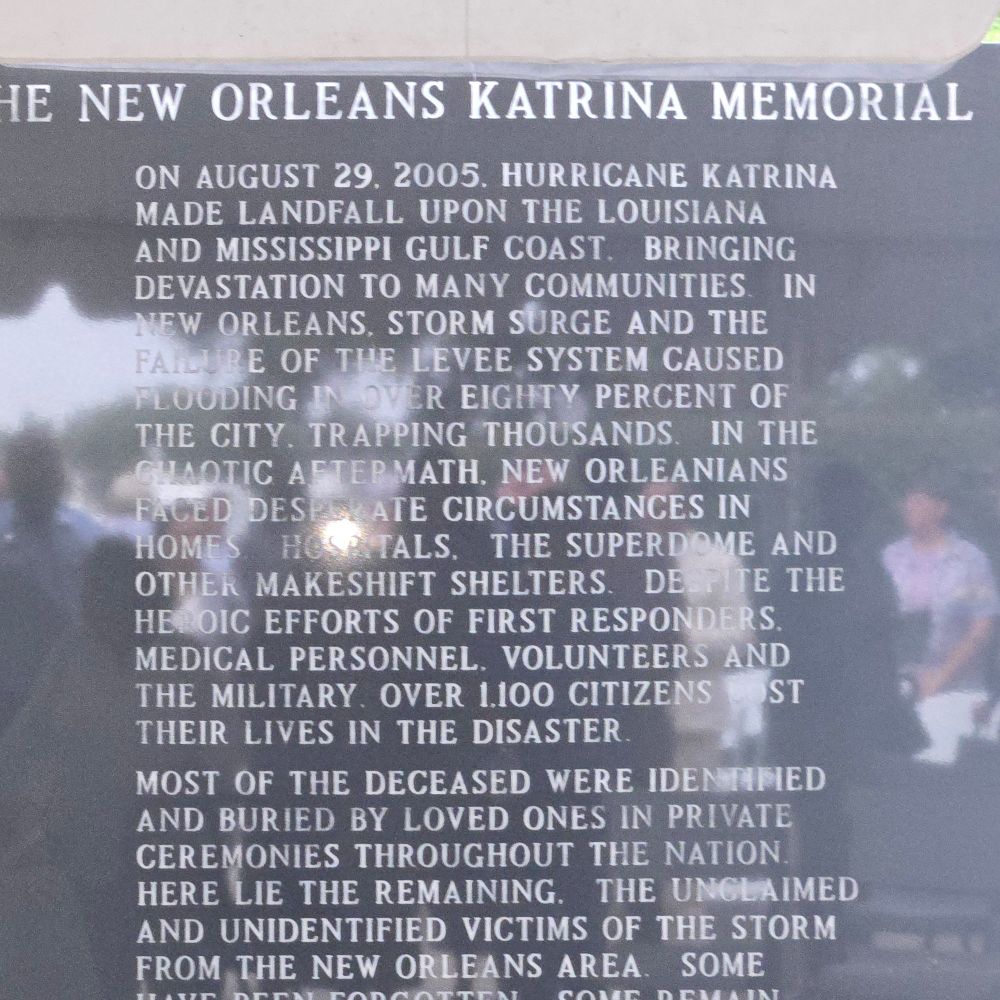 HE NEW ORLEANS KATRINA MEMORIAL
ON AUGUST 29, 2005, HURRICANE KATRINA
MADE LANDFALL UPON THE LOUISIANA
AND MISSISSIPPI GULF COAST, BRINGING
DEVASTATION TO MANY COMMUNITIES. IN
NEW ORLEANS, STORM SURGE AND THE
FAILURE OF THE LEVEE SYSTEM CAUSED
FLOODING IN OVER EIGHTY PERCENT OF
THE CITY, TRAPPING THOUSANDS. IN THE
CHAOTIC AFTERMATH, NEW ORLEANIANS
FACED DESPERATE CIRCUMSTANCES IN
HOMES, HOSPITALS, THE SUPERDOME AND
OTHER MAKESHIFT SHELTERS. DESPITE THE
HEROIC EFFORTS OF FIRST RESPONDERS,
MEDICAL PERSONNEL, VOLUNTEERS AND
THE MILITARY, OVER 1,100 CITIZENS LOST
THEIR LIVES IN THE DISASTER.
MOST OF THE DECEASED WERE IDENTIFIED
AND BURIED BY LOVED ONES IN PRIVATE
CEREMONIES THROUGHOUT THE NATION.
HERE LIE THE REMAINING, THE UNCLAIMED
AND UNIDENTIFIED VICTIMS OF THE STORM
FROM THE NEW ORLEANS AREA. SOME
HAVE BEEN FORGOTTEN, SOME REMAIN